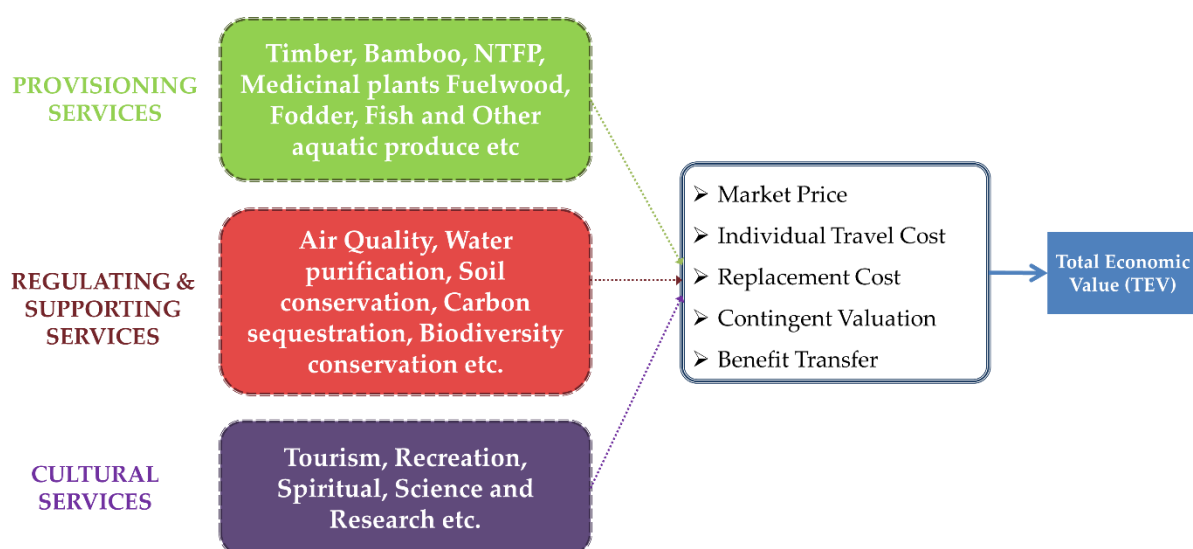 PROVISIONING
SERVICES
Timber, Bamboo, NTFP,
Medicinal plants Fuelwood,
Fodder, Fish and Other
aquatic produce etc
REGULATING &
SUPPORTING
SERVICES
Air Quality, Water
purification, Soil
conservation, Carbon
sequestration, Biodiversity
conservation etc.
CULTURAL
SERVICES
Tourism, Recreation,
Spiritual, Science and
Research etc.
Market Price
Individual Travel Cost
Replacement Cost
Contingent Valuation
Benefit Transfer
Total Economic
Value (TEV)